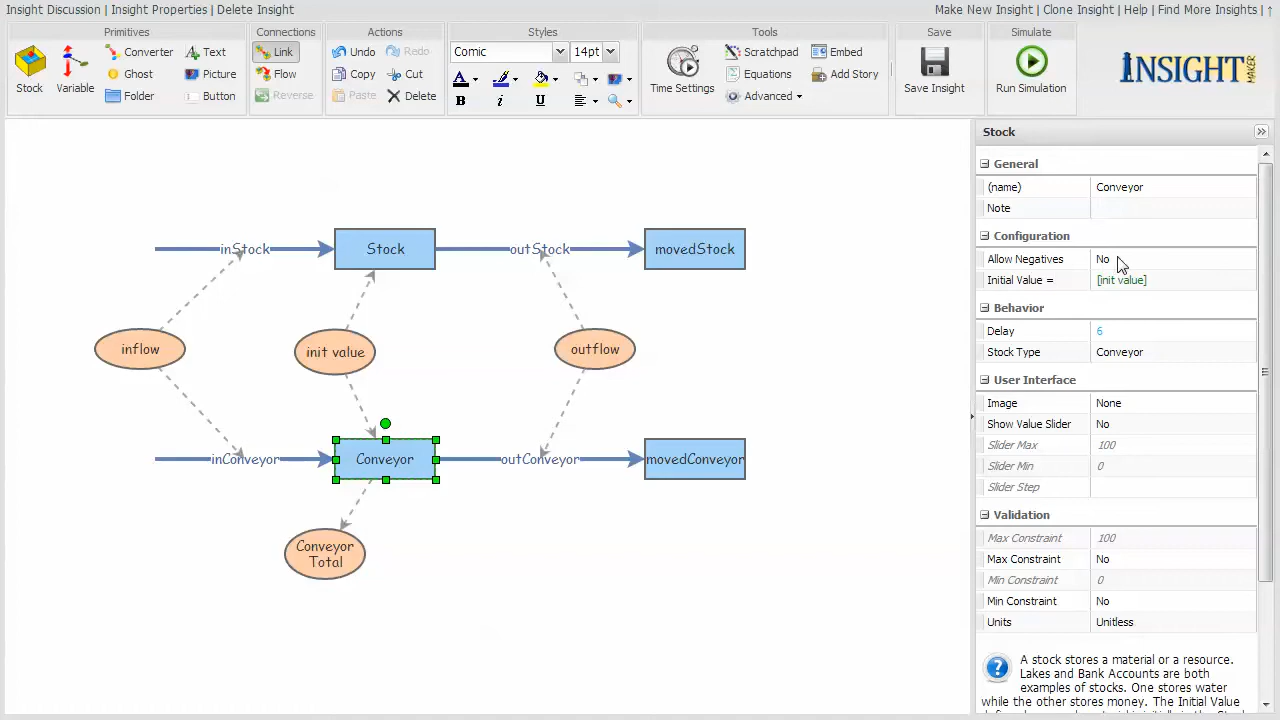 Insight Discussion | Insight Properties | Delete Insight
Make New Insight | Clone Insight | Help | Find More Insights | ↑
Primitives
Connections
Actions
Styles
Tools
Save
Simulate
Stock
Variable
Converter
Ghost
Folder
Text
Picture
Button
Link
Flow
Reverse
Undo
Redo
Copy
Cut
Paste
Delete
Comic
14pt
A
B
i
U
Time Settings
Scratchpad
Embed
Equations
Add Story
Advanced
Save Insight
Run Simulation
INSIGHT MAKER
inStock
Stock
outStock
movedStock
inflow
init value
outflow
inConveyor
Conveyor
outConveyor
movedConveyor
Conveyor
Total
Stock
General
(name) Conveyor
Note
Configuration
Allow Negatives No
Initial Value = [init value]
Behavior
Delay 6
Stock Type Conveyor
User Interface
Image None
Show Value Slider No
Slider Max 100
Slider Min 0
Slider Step
Validation
Max Constraint 100
Max Constraint No
Min Constraint 0
Min Constraint No
Units Unitless
A stock stores a material or a resource.
Lakes and Bank Accounts are both
examples of stocks. One stores water
while the other stores money. The Initial Value